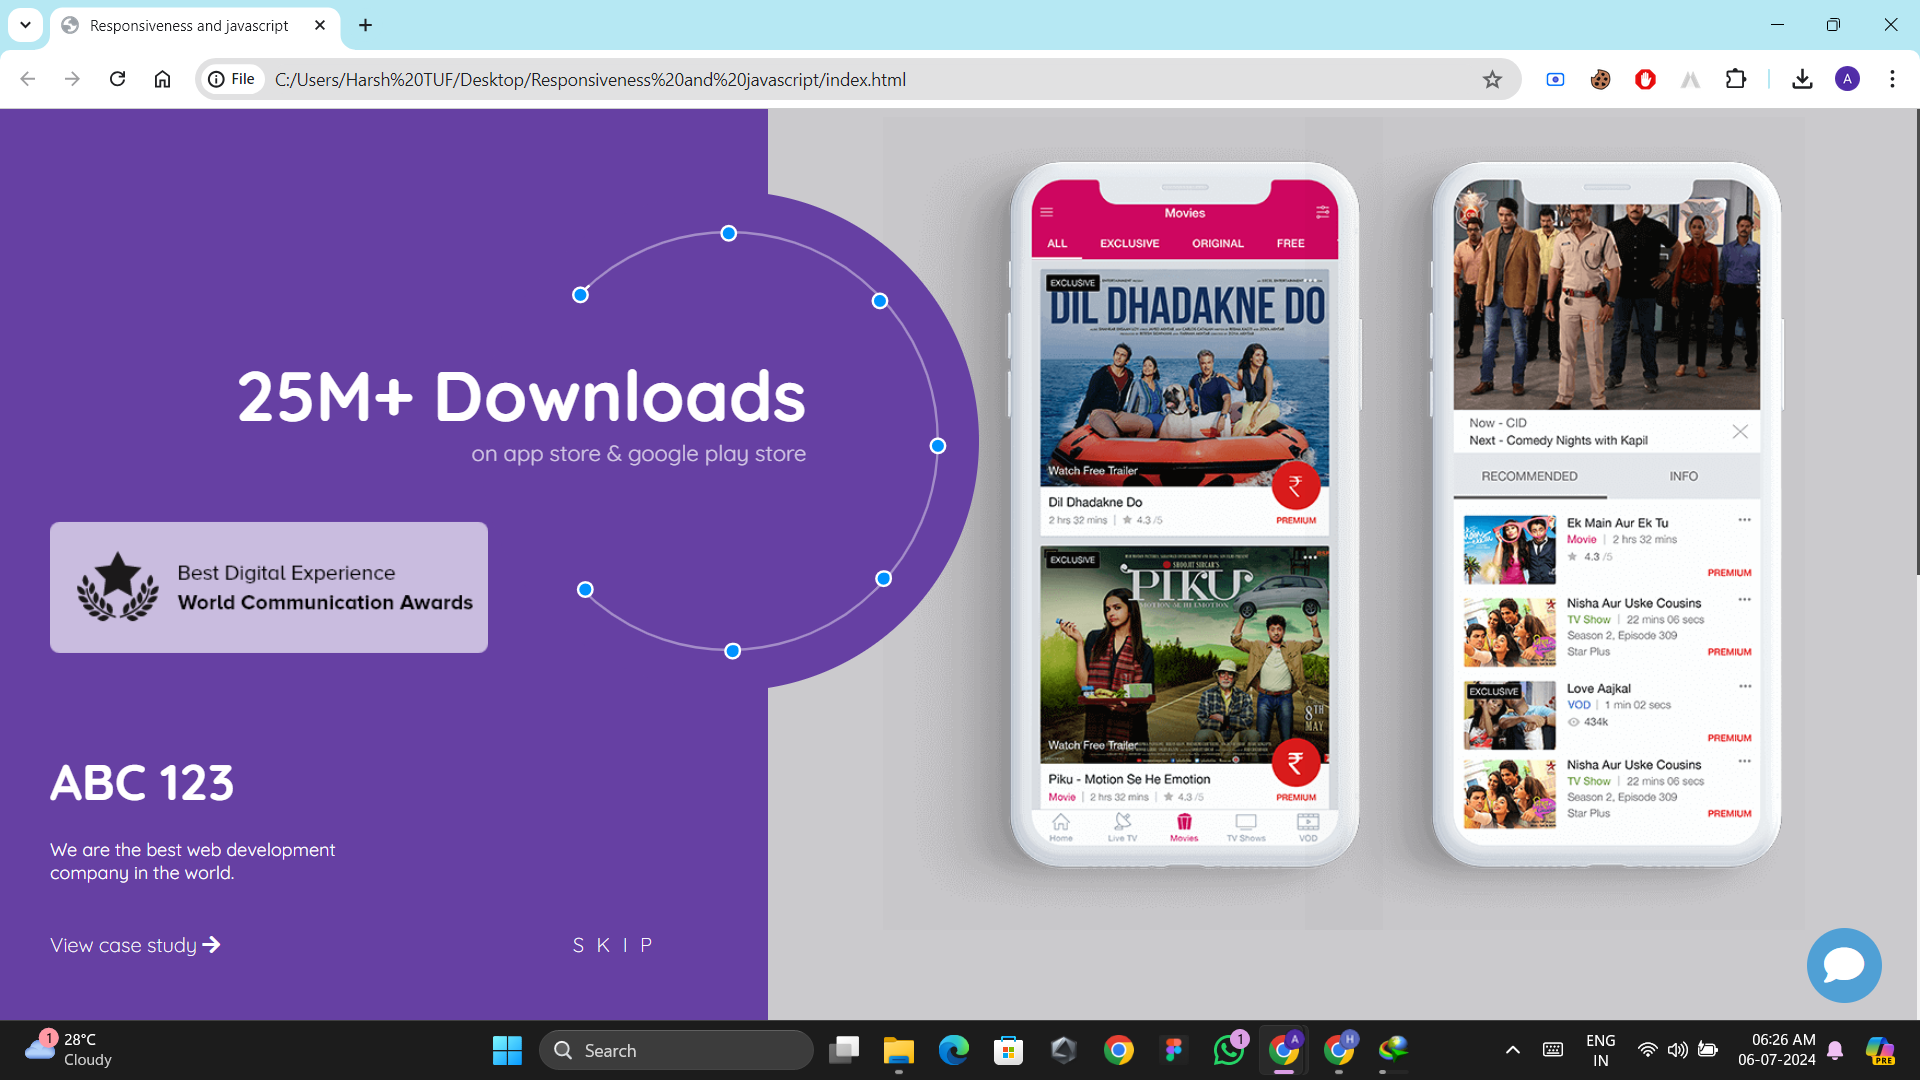 Responsiveness and javascript
File
C:/Users/Harsh%20TUF/Desktop/Responsiveness%20and%20javascript/index.html
A
25M+ Downloads
on app store & google play store
Best Digital Experience
World Communication Awards
ABC 123
We are the best web development
company in the world.
View case study
SKIP
Movies
ALL EXCLUSIVE ORIGINAL FREE
EXCLUSIVE
DIL DHADAKNE DO
Watch Free Trailer
Dil Dhadakne Do
2 hrs 32 mins | 4.3 /5
₹
PREMIUM
EXCLUSIVE
PIKU
MOTION SE HI EMOTION
8TH
MAY
Watch Free Trailer
₹
Piku - Motion Se He Emotion
Movie | 2 hrs 32 mins | 4.3 /5
PREMIUM
Home Live TV Movies TV Shows VOD
Now - CID
Next - Comedy Nights with Kapil
RECOMMENDED INFO
Ek Main Aur Ek Tu
Movie | 2 hrs 32 mins
4.3 /5
PREMIUM
Nisha Aur Uske Cousins
TV Show | 22 mins 06 secs
Season 2, Episode 309
Star Plus
PREMIUM
EXCLUSIVE
Love Aajkal
VOD | 1 min 02 secs
434k
PREMIUM
Nisha Aur Uske Cousins
TV Show | 22 mins 06 secs
Season 2, Episode 309
Star Plus
PREMIUM
1
28°C
Cloudy
Search
1
A
H
ENG
IN
06:26 AM
06-07-2024
PRE